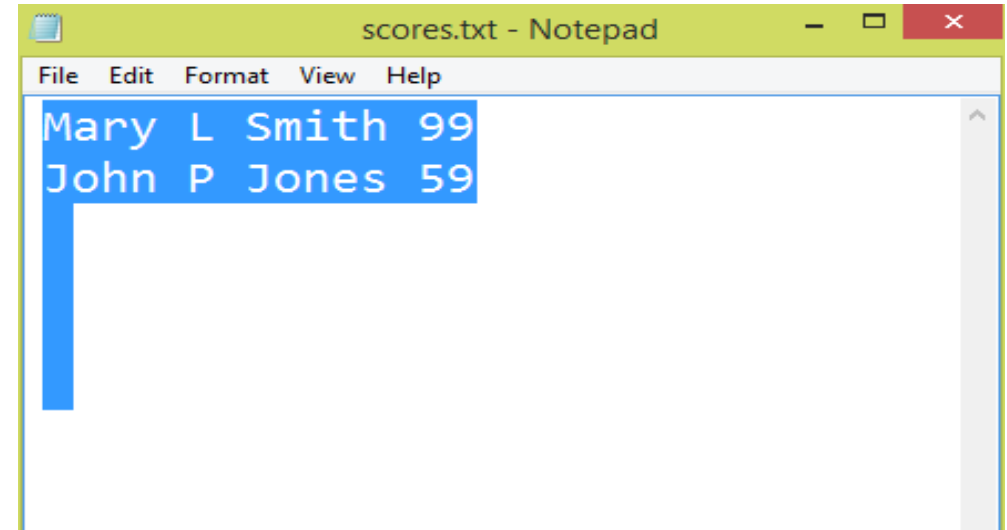 scores.txt - Notepad
File Edit Format View Help
Mary L Smith 99
John P Jones 59